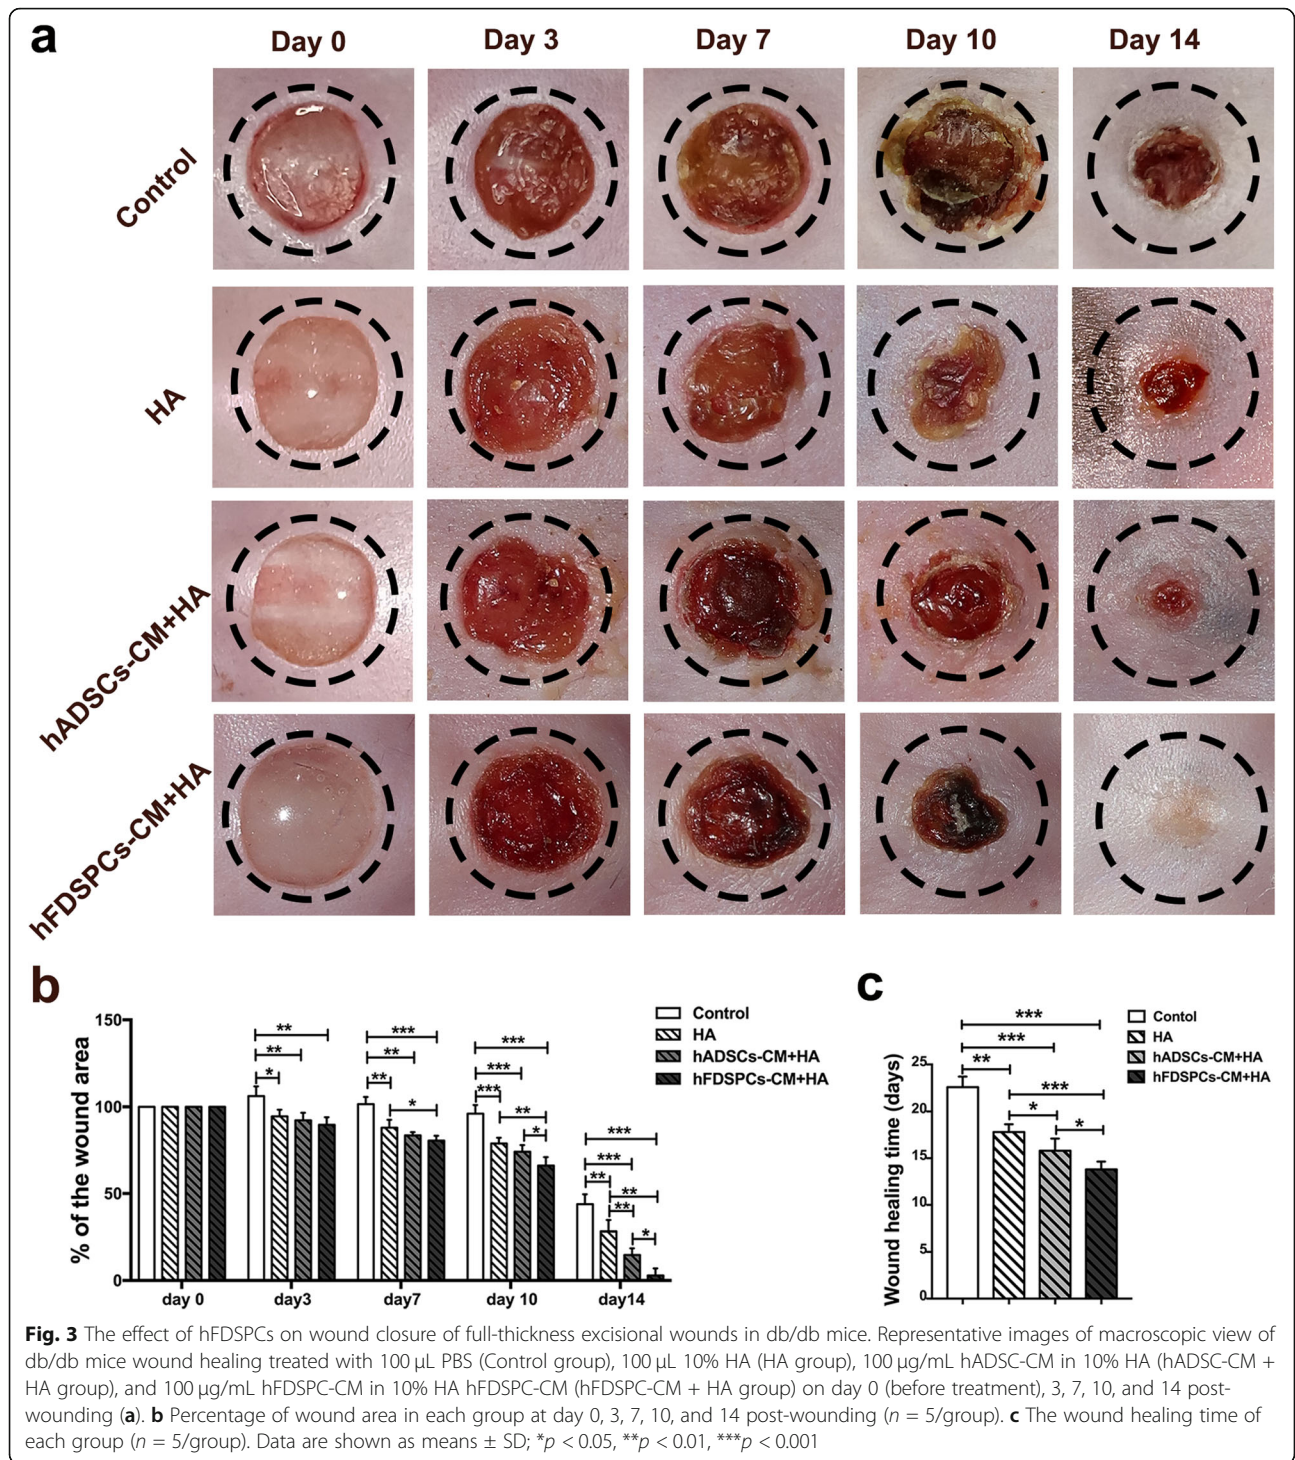 a
Day 0 Day 3 Day 7 Day 10 Day 14
Control
HA
hADSCs-CM+HA
hFDSPCs-CM+HA
b
% of the wound area
150
100
50
0
** ** *
*** ** ** *
*** *** *** ** *
*** *** ** ** ** *
day 0 day3 day7 day 10 day14
Control
HA
hADSCs-CM+HA
hFDSPCs-CM+HA
c
Wound healing time (days)
25
20
15
10
5
0
***
***
**
***
*
*
Contol
HA
hADSCs-CM+HA
hFDSPCs-CM+HA
Fig. 3 The effect of hFDSPCs on wound closure of full-thickness excisional wounds in db/db mice. Representative images of macroscopic view of
db/db mice wound healing treated with 100 μL PBS (Control group), 100 μL 10% HA (HA group), 100 μg/mL hADSC-CM in 10% HA (hADSC-CM +
HA group), and 100 μg/mL hFDSPC-CM in 10% HA hFDSPC-CM (hFDSPC-CM + HA group) on day 0 (before treatment), 3, 7, 10, and 14 post-
wounding (a). b Percentage of wound area in each group at day 0, 3, 7, 10, and 14 post-wounding (n = 5/group). c The wound healing time of
each group (n = 5/group). Data are shown as means ± SD; *p < 0.05, **p < 0.01, ***p < 0.001